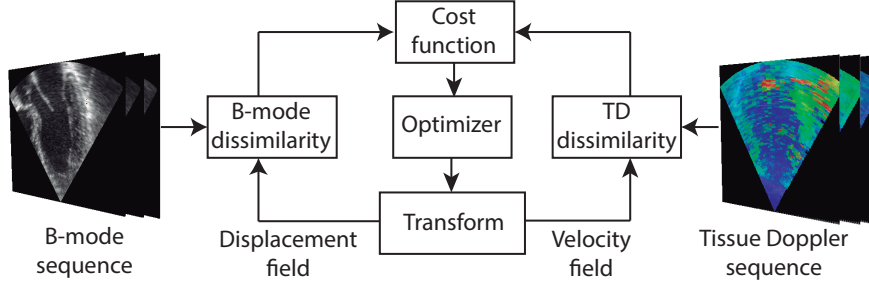 Cost
function
B-mode
dissimilarity
Optimizer
TD
dissimilarity
Transform
B-mode
sequence
Displacement
field
Velocity
field
Tissue Doppler
sequence